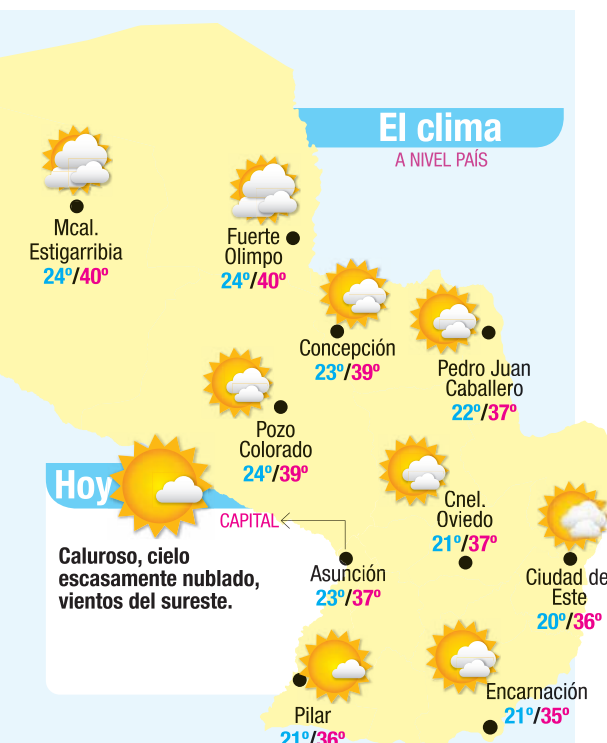 El clima
A NIVEL PAÍS
Mcal.
Estigarribia
24º/40º
Fuerte
Olimpo
24º/40º
Concepción
23º/39º
Pedro Juan
Caballero
22º/37º
Pozo
Colorado
24º/39º
Hoy
Caluroso, cielo
escasamente nublado,
vientos del sureste.
CAPITAL
Asunción
23º/37º
Cnel.
Oviedo
21º/37º
Ciudad de
Este
20º/36º
Encarnación
21º/35º
Pilar
21º/36º